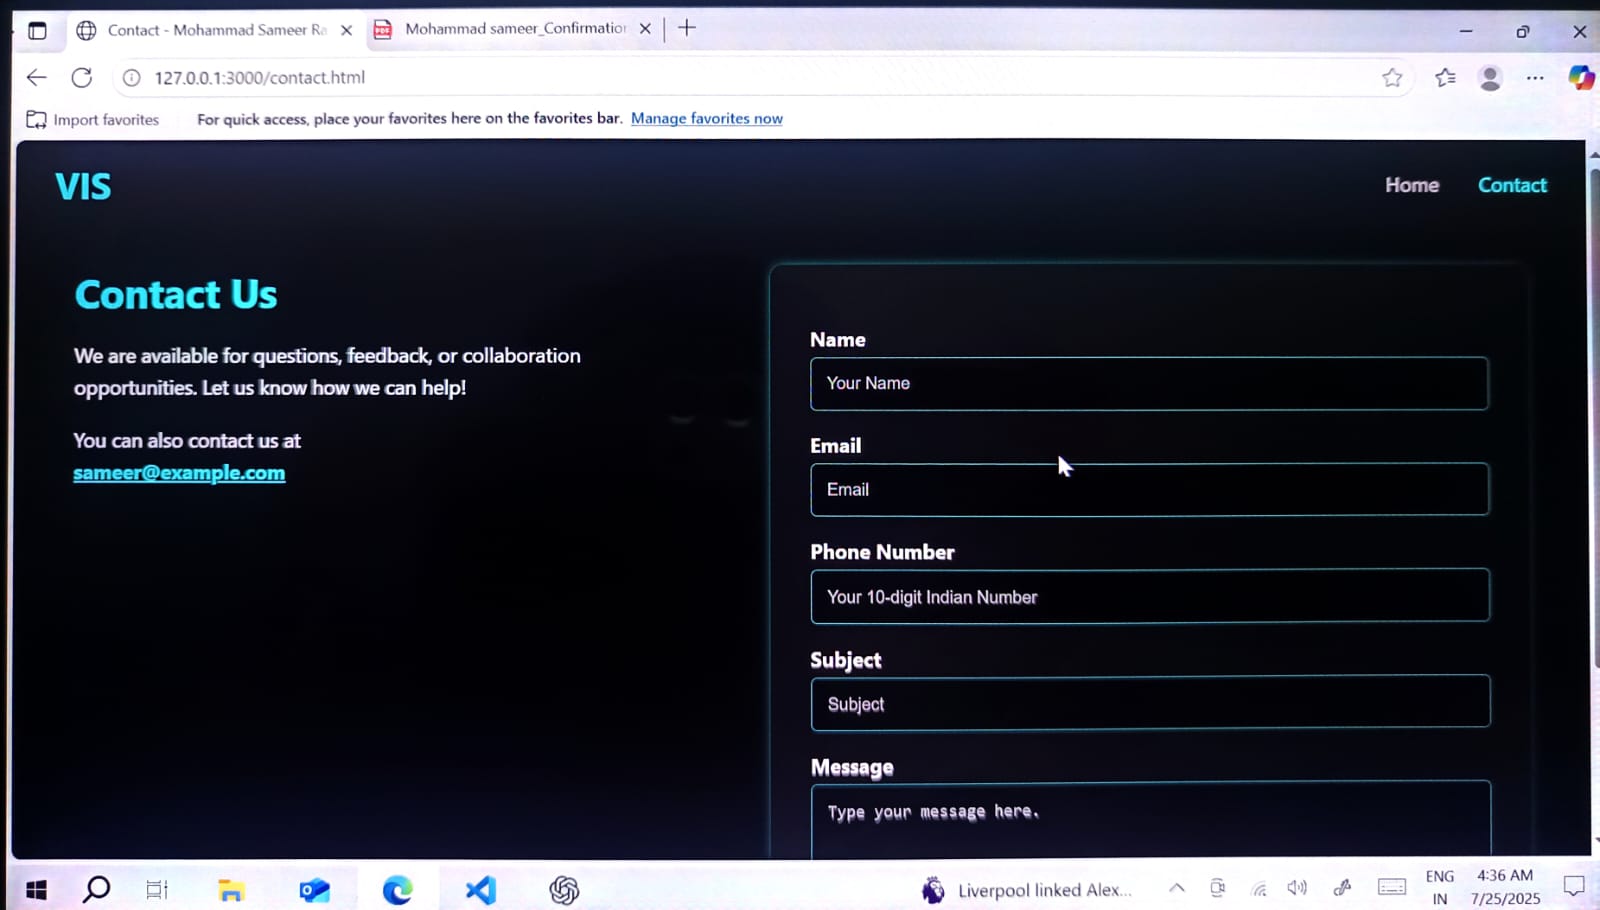 Contact - Mohammad Sameer Ra
Mohammad sameer_Confirmation
127.0.0.1:3000/contact.html
Import favorites
For quick access, place your favorites here on the favorites bar. Manage favorites now
VIS
Home
Contact
Contact Us
We are available for questions, feedback, or collaboration
opportunities. Let us know how we can help!
You can also contact us at
sameer@example.com
Name
Your Name
Email
Email
Phone Number
Your 10-digit Indian Number
Subject
Subject
Message
Type your message here.
Liverpool linked Alex...
ENG
IN
4:36 AM
7/25/2025